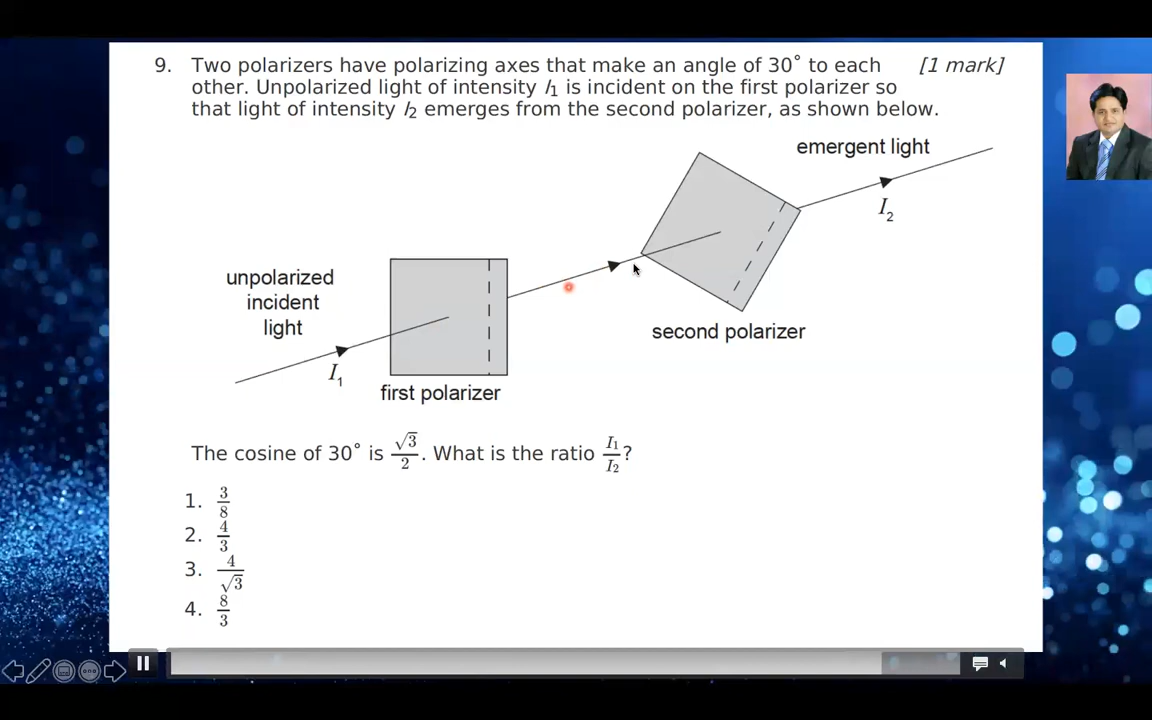 9. Two polarizers have polarizing axes that make an angle of 30° to each [1 mark]
other. Unpolarized light of intensity I₁ is incident on the first polarizer so
that light of intensity I₂ emerges from the second polarizer, as shown below.
emergent light
I₂
unpolarized
incident
light
second polarizer
I₁
first polarizer
The cosine of 30° is √3/2. What is the ratio I₁/I₂?
1. 3/8
2. 4/3
3. 4/√3
4. 8/3